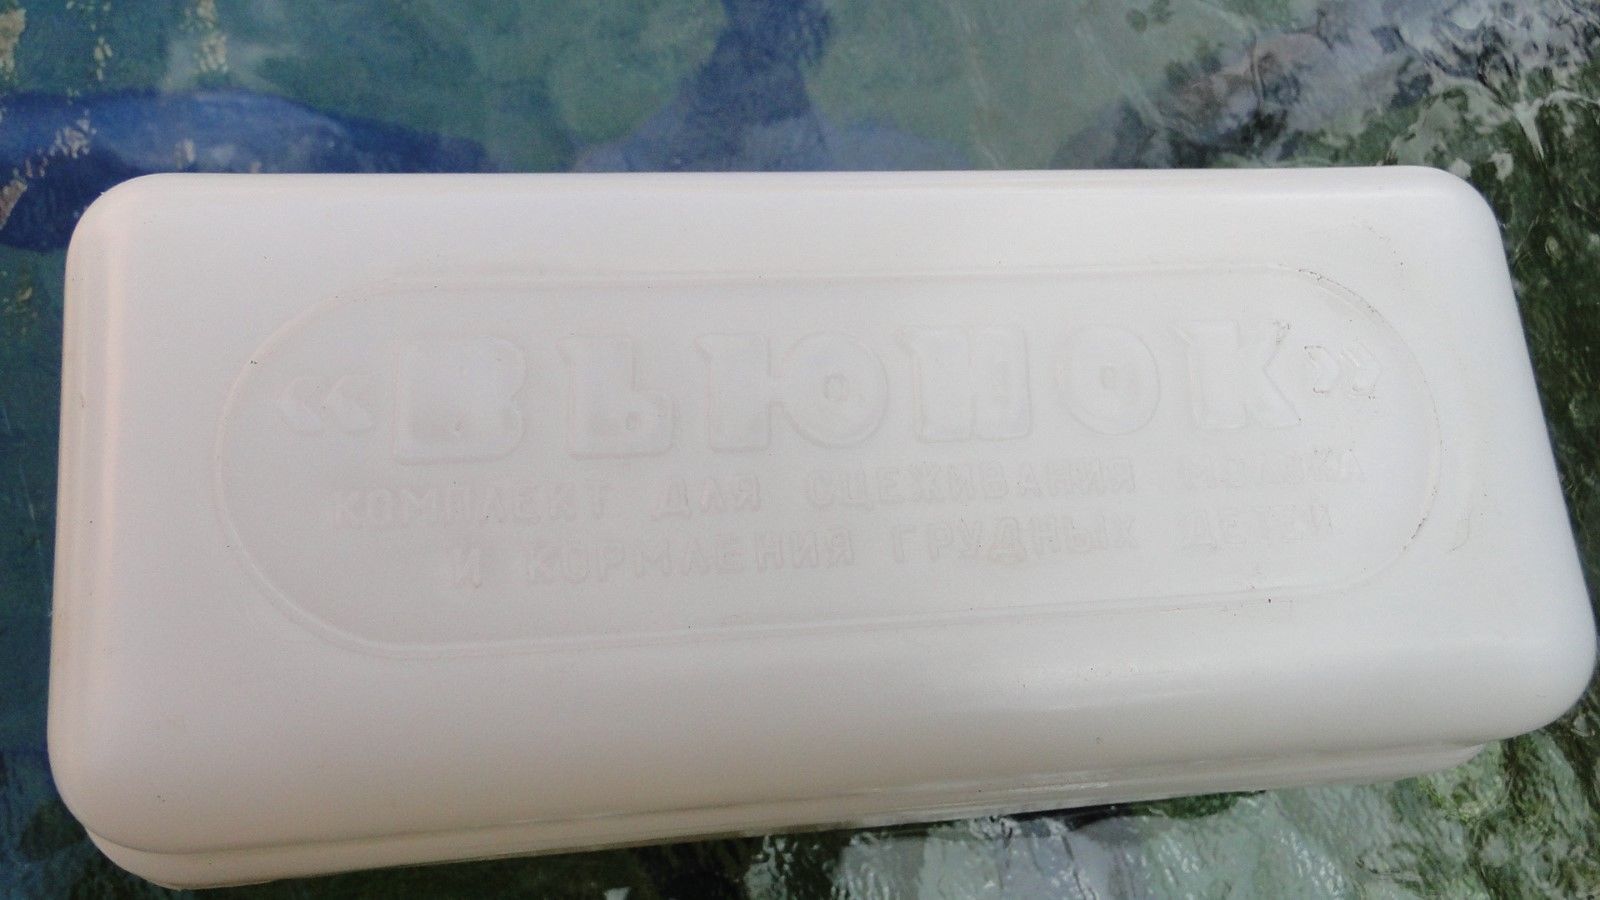 “ВЬЮНОК”
КОМПЛЕКТ ДЛЯ СЦЕЖИВАНИЯ МОЛОКА
И КОРМЛЕНИЯ ГРУДНЫХ ДЕТЕЙ